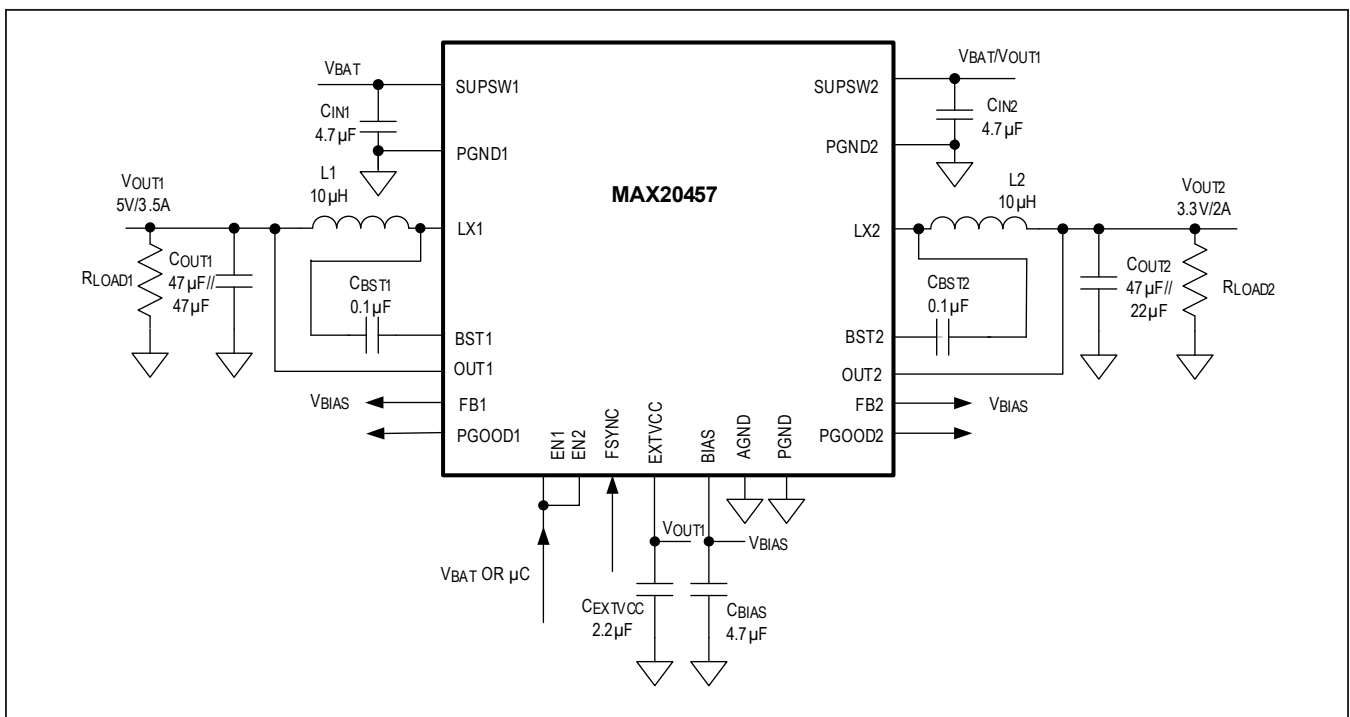 VBAT
SUPSW1
CIN1
4.7µF
PGND1
L1
10µH
VOUT1
5V/3.5A
LX1
RLOAD1
COUT1
47µF//
47µF
CBST1
0.1µF
BST1
OUT1
VBIAS
FB1
PGOOD1
MAX20457
VBAT/VOUT1
SUPSW2
CIN2
4.7µF
PGND2
L2
10µH
VOUT2
3.3V/2A
LX2
CBST2
0.1µF
COUT2
47µF//
22µF
RLOAD2
BST2
OUT2
FB2
VBIAS
PGOOD2
EN1
EN2
FSYNC
EXTVCC
BIAS
AGND
PGND
VOUT1
VBIAS
VBAT OR µC
CEXTVCC
2.2µF
CBIAS
4.7µF